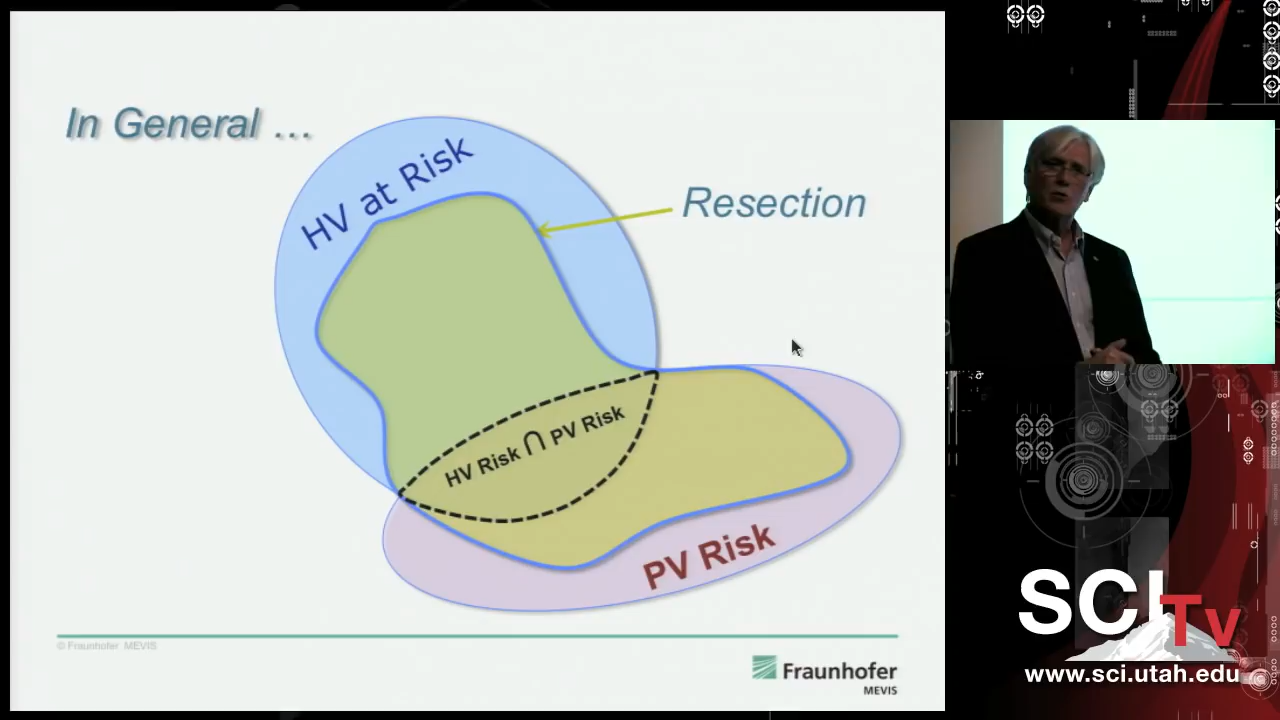 In General …
HV at Risk
Resection
HV Risk ∩ PV Risk
PV Risk
© Fraunhofer MEVIS
Fraunhofer
MEVIS
SCI
Tv
www.sci.utah.edu